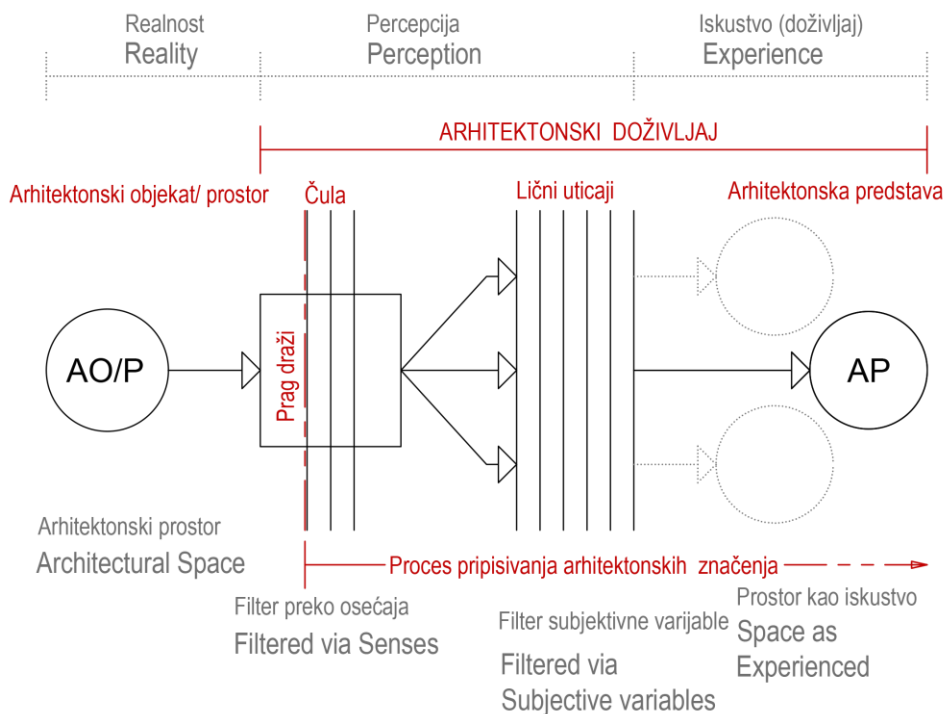 Realnost
Reality
Percepcija
Perception
Iskustvo (doživljaj)
Experience
ARHITEKTONSKI DOŽIVLJAJ
Arhitektonski objekat/ prostor
Čula
Lični uticaji
Arhitektonska predstava
AO/P
Prag draži
AP
Arhitektonski prostor
Architectural Space
Proces pripisivanja arhitektonskih značenja
Filter preko osećaja
Filtered via Senses
Filter subjektivne varijable
Filtered via
Subjective variables
Prostor kao iskustvo
Space as
Experienced